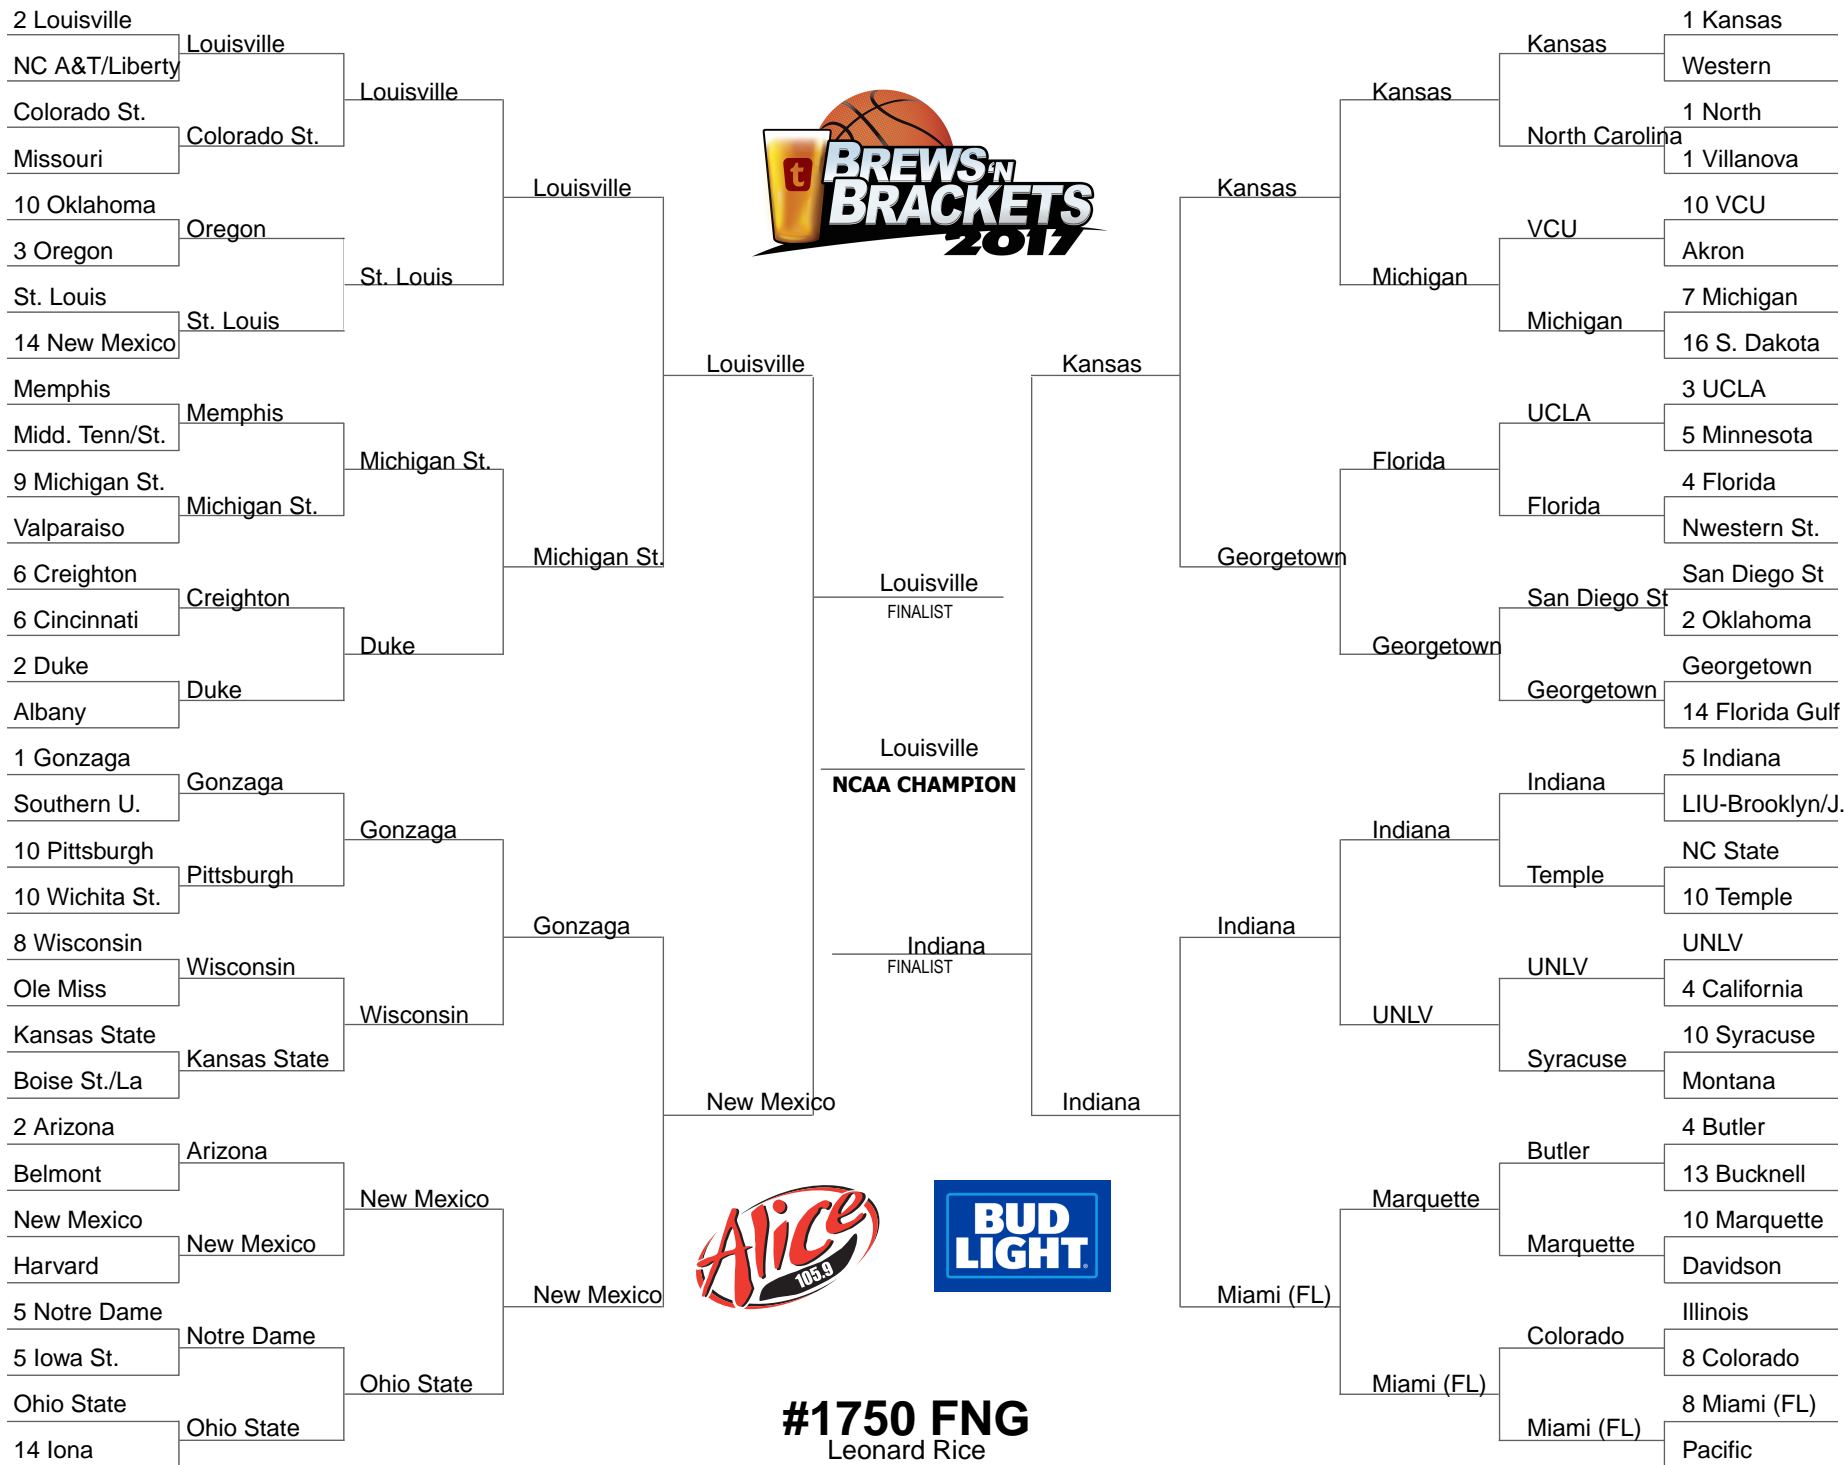 2 Louisville
NC A&T/Liberty
Colorado St.
Missouri
10 Oklahoma
3 Oregon
St. Louis
14 New Mexico
Memphis
Midd. Tenn/St.
9 Michigan St.
Valparaiso
6 Creighton
6 Cincinnati
2 Duke
Albany
1 Gonzaga
Southern U.
10 Pittsburgh
10 Wichita St.
8 Wisconsin
Ole Miss
Kansas State
Boise St./La
2 Arizona
Belmont
New Mexico
Harvard
5 Notre Dame
5 Iowa St.
Ohio State
14 Iona
Louisville
Colorado St.
Oregon
St. Louis
Memphis
Michigan St.
Creighton
Duke
Gonzaga
Pittsburgh
Wisconsin
Kansas State
Arizona
New Mexico
Notre Dame
Ohio State
Louisville
St. Louis
Michigan St.
Duke
Gonzaga
Wisconsin
New Mexico
Ohio State
Louisville
Michigan St.
Gonzaga
New Mexico
Louisville
New Mexico
t
BREWS 'N
BRACKETS
2017
Louisville
FINALIST
Louisville
NCAA CHAMPION
Indiana
FINALIST
Alice
105.9
BUD
LIGHT
#1750 FNG
Leonard Rice
Kansas
Indiana
Kansas
Georgetown
Indiana
Miami (FL)
Kansas
Michigan
Florida
Georgetown
Indiana
UNLV
Marquette
Miami (FL)
Kansas
North Carolina
VCU
Michigan
UCLA
Florida
San Diego St
Georgetown
Indiana
Temple
UNLV
Syracuse
Butler
Marquette
Colorado
Miami (FL)
1 Kansas
Western
1 North
1 Villanova
10 VCU
Akron
7 Michigan
16 S. Dakota
3 UCLA
5 Minnesota
4 Florida
Nwestern St.
San Diego St
2 Oklahoma
Georgetown
14 Florida Gulf
5 Indiana
LIU-Brooklyn/J.
NC State
10 Temple
UNLV
4 California
10 Syracuse
Montana
4 Butler
13 Bucknell
10 Marquette
Davidson
Illinois
8 Colorado
8 Miami (FL)
Pacific